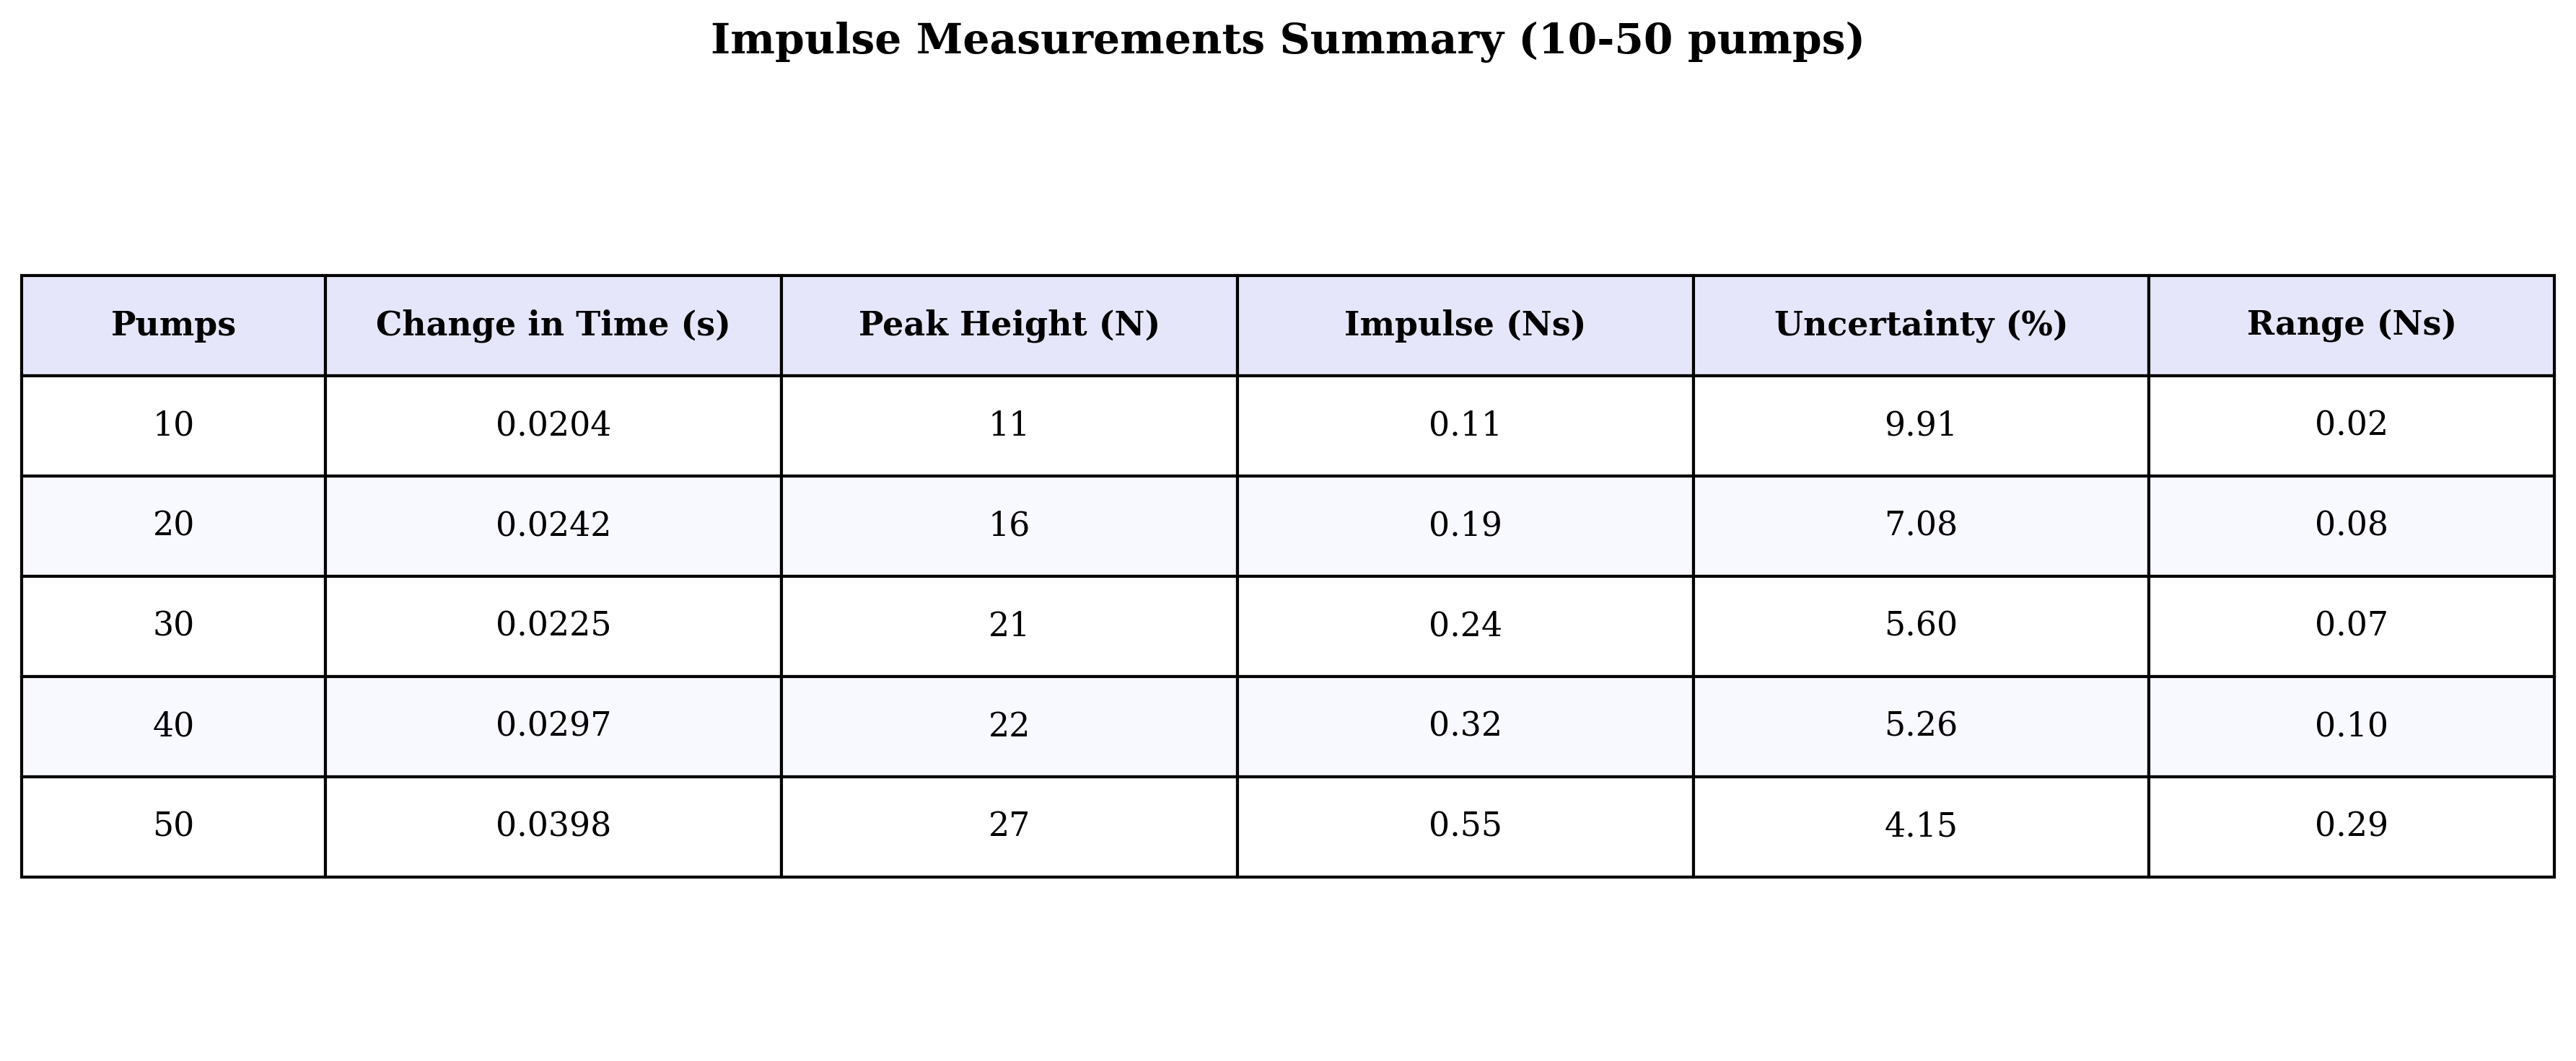 Impulse Measurements Summary (10-50 pumps)
Pumps Change in Time (s) Peak Height (N) Impulse (Ns) Uncertainty (%) Range (Ns)
10 0.0204 11 0.11 9.91 0.02
20 0.0242 16 0.19 7.08 0.08
30 0.0225 21 0.24 5.60 0.07
40 0.0297 22 0.32 5.26 0.10
50 0.0398 27 0.55 4.15 0.29